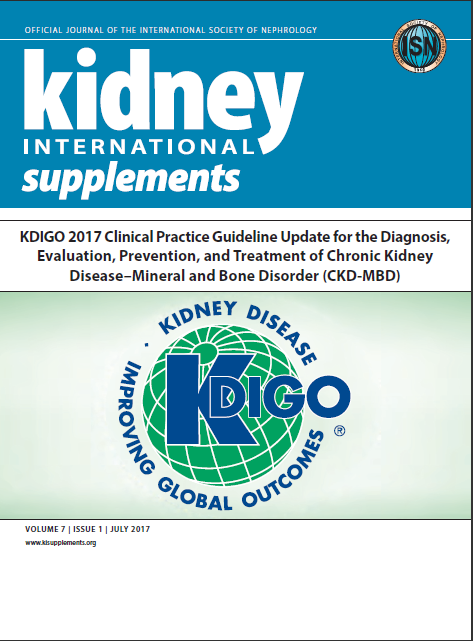 OFFICIAL JOURNAL OF THE INTERNATIONAL SOCIETY OF NEPHROLOGY
ISN
kidney
INTERNATIONAL
supplements
KDIGO 2017 Clinical Practice Guideline Update for the Diagnosis,
Evaluation, Prevention, and Treatment of Chronic Kidney
Disease–Mineral and Bone Disorder (CKD-MBD)
· KIDNEY DISEASE
KDIGO
®
IMPROVING GLOBAL OUTCOMES
VOLUME 7 | ISSUE 1 | JULY 2017
www.kisupplements.org